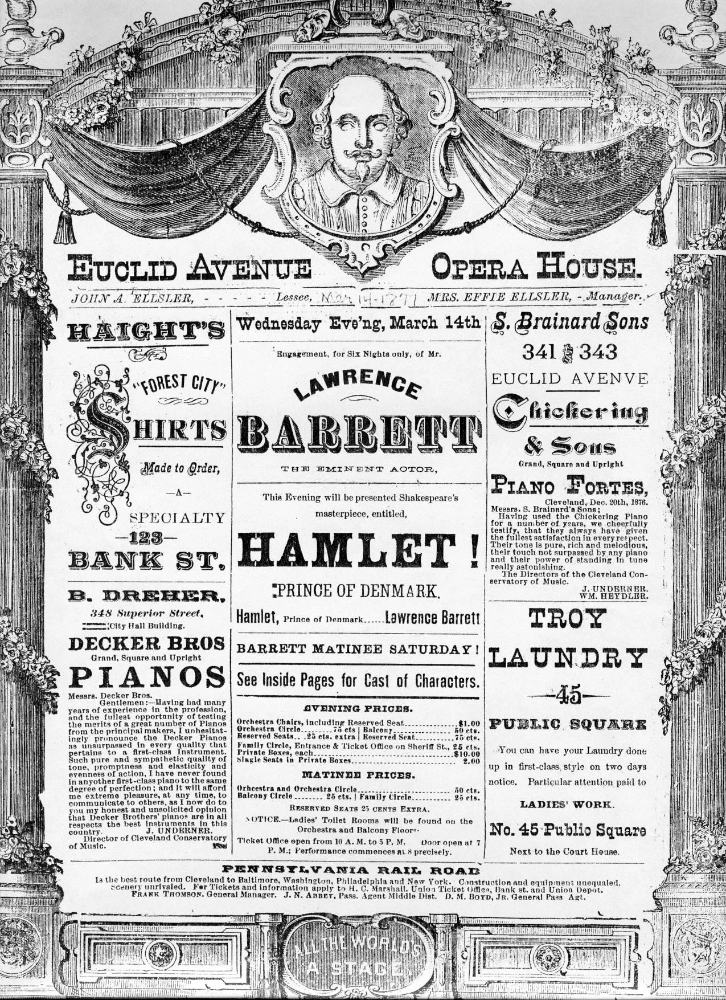 EUCLID AVENUE OPERA HOUSE.
JOHN A. ELLSLER, - - - - - Lessee, Mar 14-1877 MRS. EFFIE ELLSLER, - Manager.
HAIGHT'S
"FOREST CITY"
SHIRTS
Made to Order,
—A—
SPECIALTY
—123—
BANK ST.
B. DREHER,
348 Superior Street,
City Hall Building.
DECKER BROS
Grand, Square and Upright
PIANOS
Messrs. Decker Bros.
Gentlemen:—Having had many
years of experience in the profession,
and the fullest opportunity of testing
the merits of a great number of Pianos
from the principal makers, I unhesitat-
ingly pronounce the Decker Pianos
as unsurpassed in every quality that
pertains to a first-class Instrument.
Such pure and sympathetic quality of
tone, promptness and elasticity and
evenness of action, I have never found
in anyother first-class piano to the same
degree of perfection; and it will afford
me extreme pleasure, at any time, to
communicate to others, as I now do to
you my honest and unsolicited opinion
that Decker Brothers' pianos are in all
respects the best instruments in this
country. J. UNDERNER.
Director of Cleveland Conservatory
of Music.
Wednesday Eve'ng, March 14th
Engagement, for Six Nights only, of Mr.
LAWRENCE
BARRETT
THE EMINENT ACTOR,
This Evening will be presented Shakespeare's
masterpiece, entitled,
HAMLET!
PRINCE OF DENMARK.
Hamlet, Prince of Denmark......Lawrence Barrett
BARRETT MATINEE SATURDAY!
See Inside Pages for Cast of Characters.
EVENING PRICES.
Orchestra Chairs, including Reserved Seat..............$1.00
Orchestra Circle.........75 cts | Balcony................50 cts.
Reserved Seats.. .25 cts. extra | Reserved Seat............75 cts.
Family Circle, Entrance & Ticket Office on Sheriff St., 25 cts.
Private Boxes, each................................$10.00
Single Seats in Private Boxes..........................2.00
MATINEE PRICES.
Orhcestra and Orchestra Circle........................50 cts.
Balcony Circle.........25 cts. | Family Circle............25 cts.
RESERVED SEATS 25 CENTS EXTRA.
NOTICE.—Ladies' Toilet Rooms will be found on the
Orchestra and Balcony Floors.
Ticket Office open from 10 A. M. to 5 P. M. Door open at 7
P. M.; Performance commences at 8 precisely.
S. Brainard Sons
341 & 343
EUCLID AVENVE
Chickering
& Sons
Grand, Square and Upright
PIANO FORTES,
Cleveland, Dec. 20th, 1876.
Messrs. S. Brainard's Sons;
Having used the Chickering Piano
for a number of years, we cheerfully
testify, that they always have given
the fullest satisfaction in every respect.
Their tone is pure, rich and melodious,
their touch not surpassed by any piano
and their power of standing in tune
really astonishing.
The Directors of the Cleveland Con-
servatory of Music.
J. UNDERNER.
WM. HEYDLER.
TROY
LAUNDRY
—45—
PUBLIC SQUARE
You can have your Laundry done
up in first-class style on two days
notice. Particular attention paid to
LADIES' WORK.
No. 45 Public Square
Next to the Court House.
PENNSYLVANIA RAIL ROAD
Is the best route from Cleveland to Baltimore, Washington, Philadelphia and New York. Construction and equipment unequaled,
Scenery unrivaled. For Tickets and information apply to H. C. Marshall, Union Ticket Office, Bank st. and Union Depot.
FRANK THOMSON. General Manager. J. N. ABBEY, Pass. Agent Middle Dist. D. M. BOYD, JR. General Pass Agt.
ALL THE WORLD'S
A STAGE